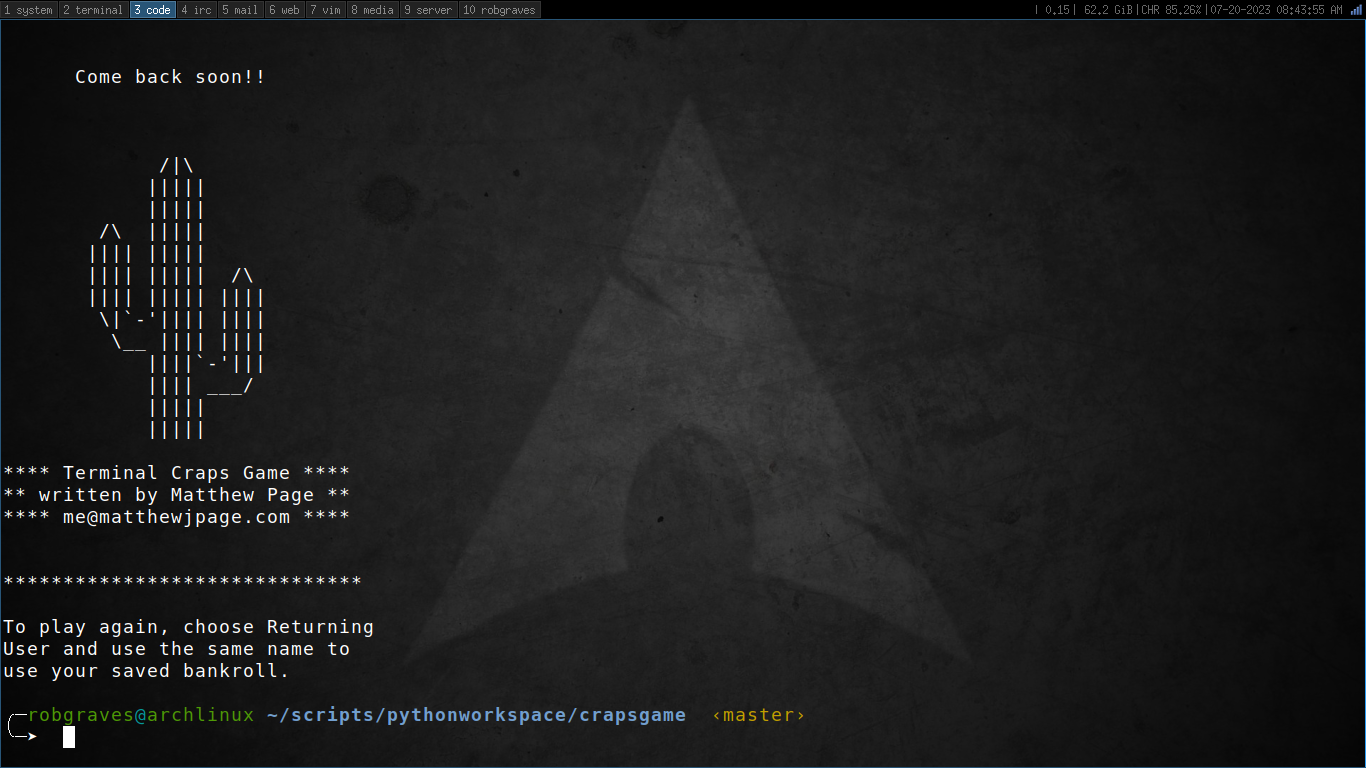 1 system 2 terminal 3 code 4 irc 5 mail 6 web 7 vim 8 media 9 server 10 robgraves | 0.15| 62.2 GiB|CHR 85.26%|07-20-2023 08:43:55 AM
Come back soon!!
/|\
|||||
|||||
/\  |||||
|||| |||||
|||| |||||  /\
|||| ||||| ||||
\|`-'|||| ||||
\__ |||| ||||
||||`-'|||
|||| ___/
|||||
|||||
**** Terminal Craps Game ****
** written by Matthew Page **
**** me@matthewjpage.com ****
******************************
To play again, choose Returning
User and use the same name to
use your saved bankroll.
robgraves@archlinux ~/scripts/pythonworkspace/crapsgame  ‹master›
➤